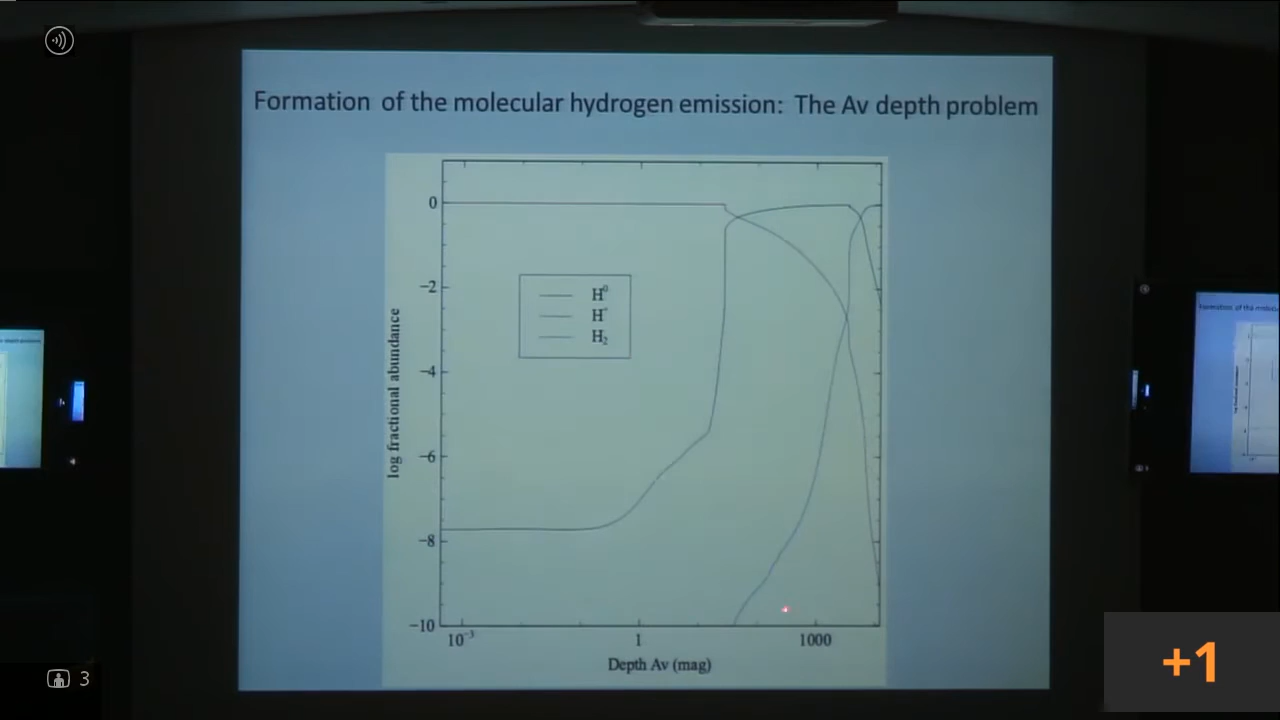 Formation of the molecular hydrogen emission: The Av depth problem
0
−2
−4
−6
−8
−10
log fractional abundance
H⁰
H⁺
H₂
10⁻³
1
1000
Depth Av (mag)
3
+1